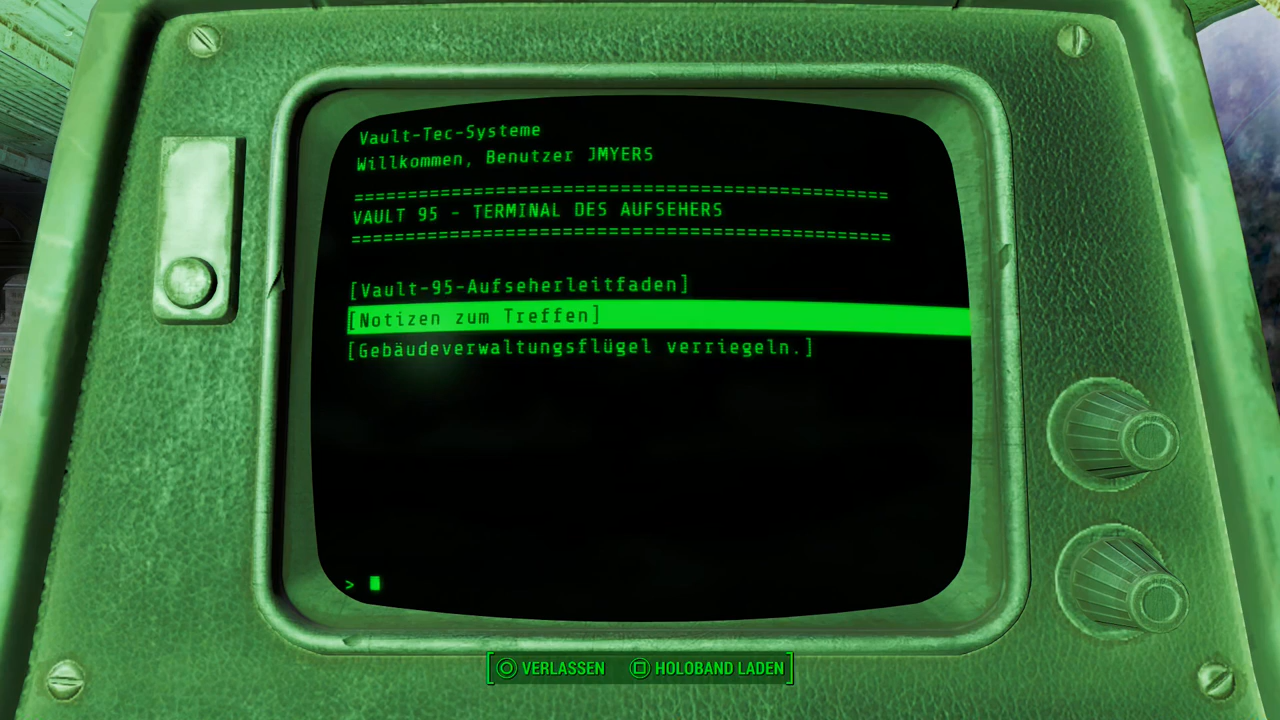 Vault-Tec-Systeme
Willkommen, Benutzer JMYERS
==================================================
VAULT 95 - TERMINAL DES AUFSEHERS
==================================================
[Vault-95-Aufseherleitfaden]
[Notizen zum Treffen]
[Gebäudeverwaltungsflügel verriegeln.]
>
VERLASSEN HOLOBAND LADEN